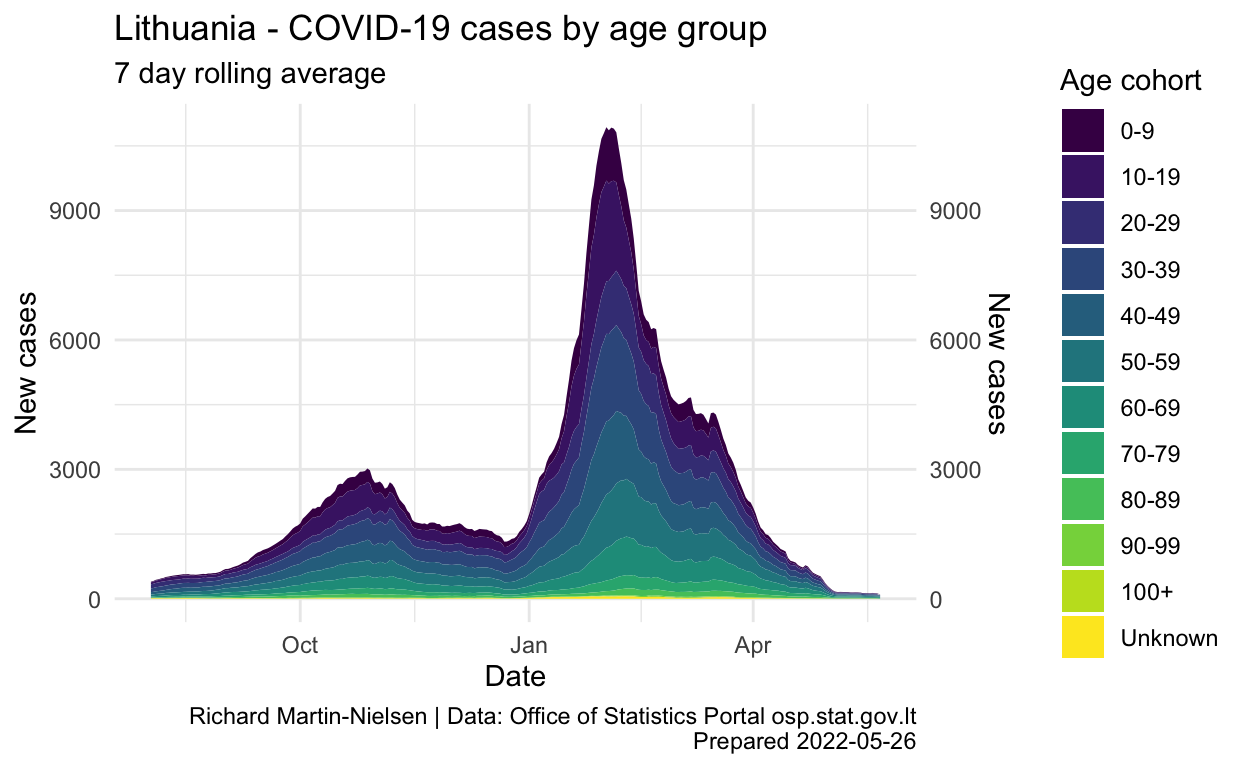 Lithuania - COVID-19 cases by age group
7 day rolling average
New cases
9000
6000
3000
0
9000
6000
3000
0
New cases
Oct
Jan
Apr
Date
Age cohort
0-9
10-19
20-29
30-39
40-49
50-59
60-69
70-79
80-89
90-99
100+
Unknown
Richard Martin-Nielsen | Data: Office of Statistics Portal osp.stat.gov.lt
Prepared 2022-05-26